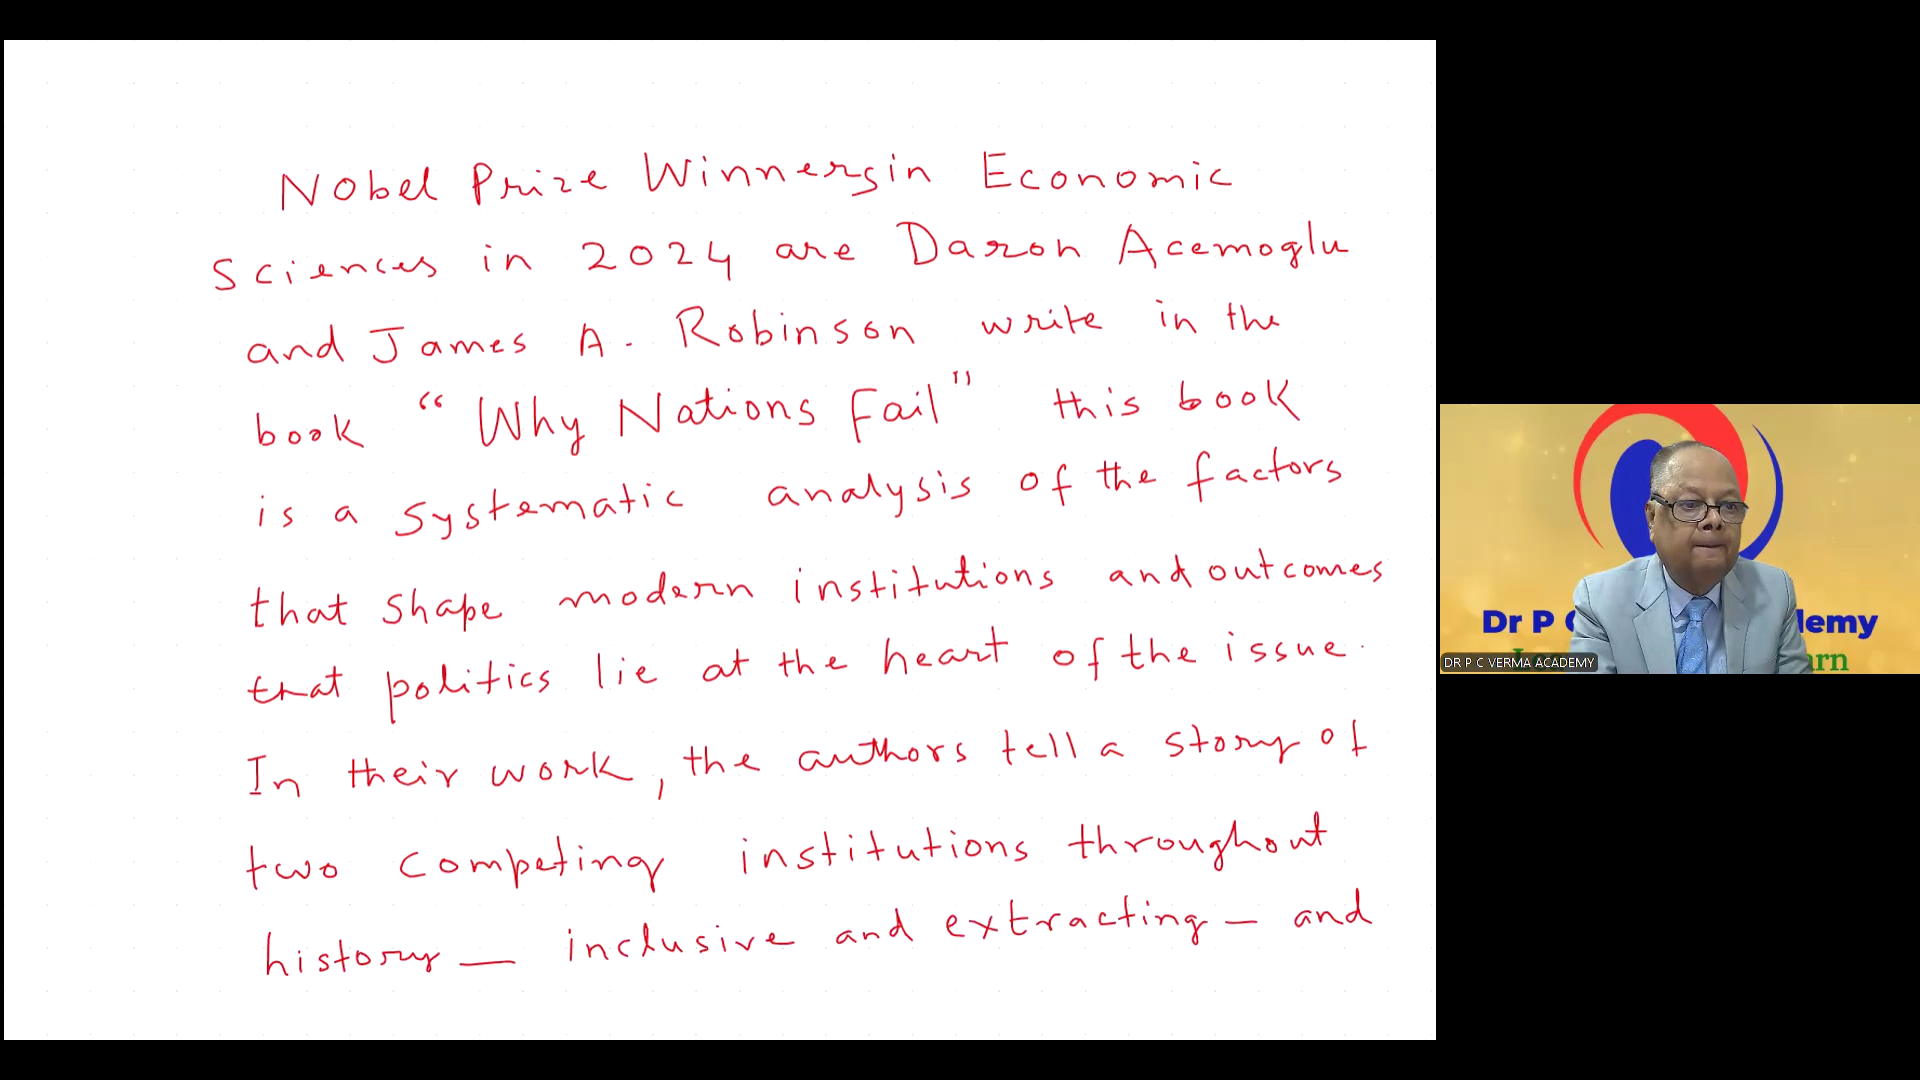 Nobel Prize Winnersin Economic
Sciences in 2024 are Daron Acemoglu
and James A. Robinson write in the
book "Why Nations Fail" this book
is a systematic analysis of the factors
that shape modern institutions and outcomes
that politics lie at the heart of the issue.
In their work, the authors tell a story of
two competing institutions throughout
history — inclusive and extracting — and
Dr P C
demy
DR P C VERMA ACADEMY
arn